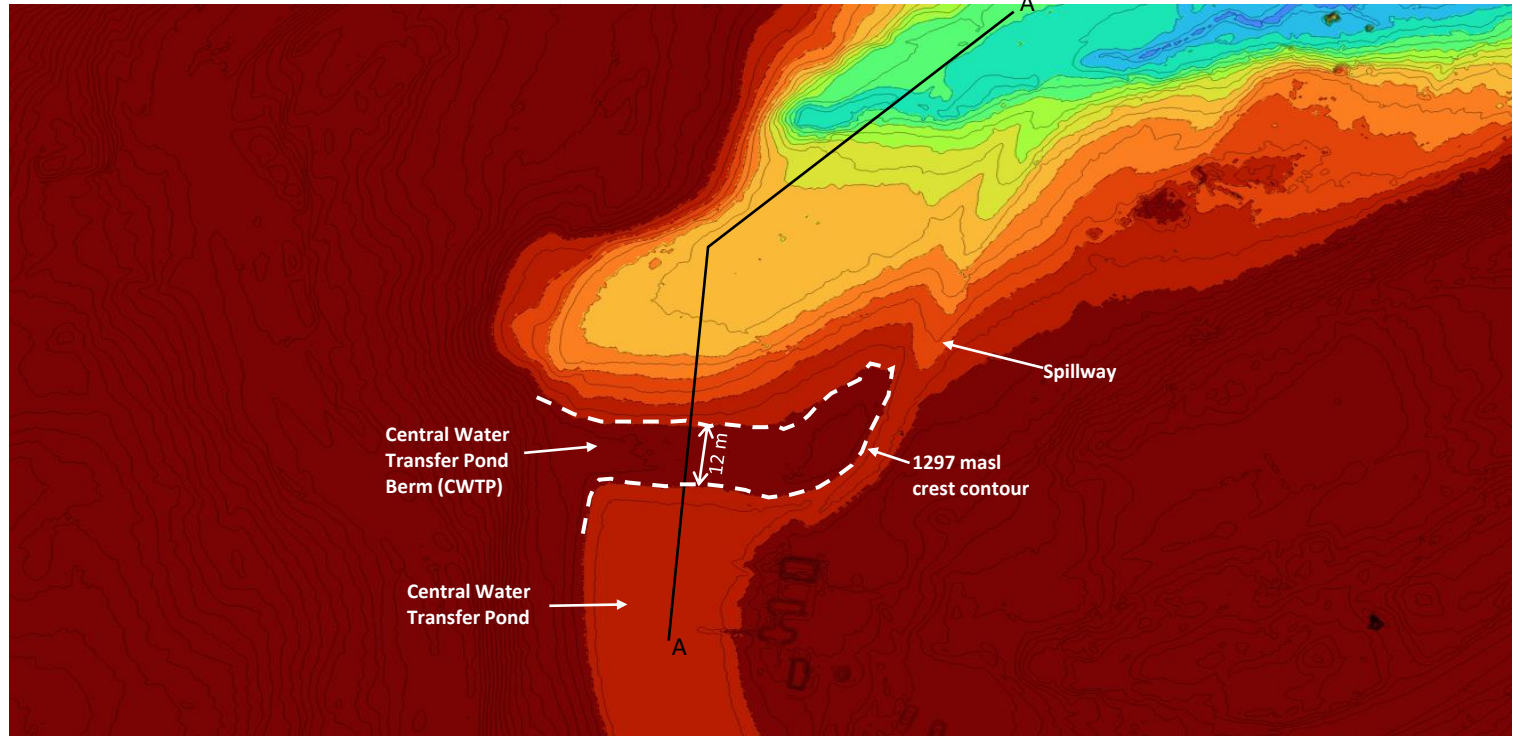 A
Spillway
Central Water
Transfer Pond
Berm (CWTP)
12 m
1297 masl
crest contour
Central Water
Transfer Pond
A